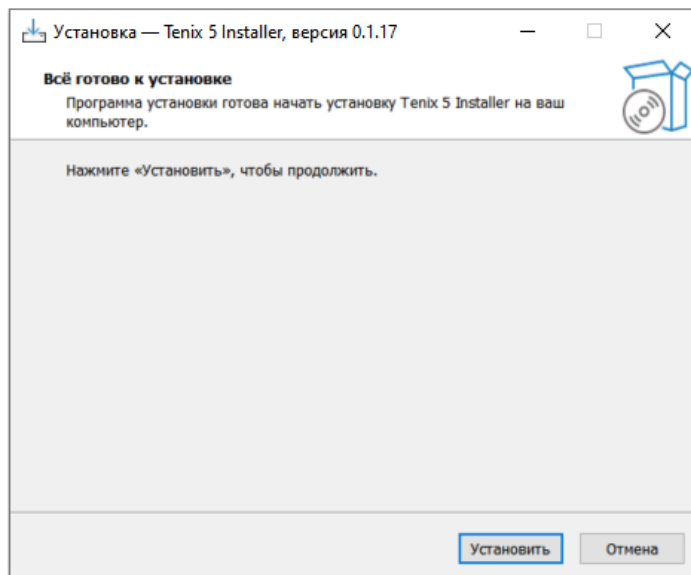 Установка — Tenix 5 Installer, версия 0.1.17
Всё готово к установке
Программа установки готова начать установку Tenix 5 Installer на ваш
компьютер.
Нажмите «Установить», чтобы продолжить.
Установить
Отмена